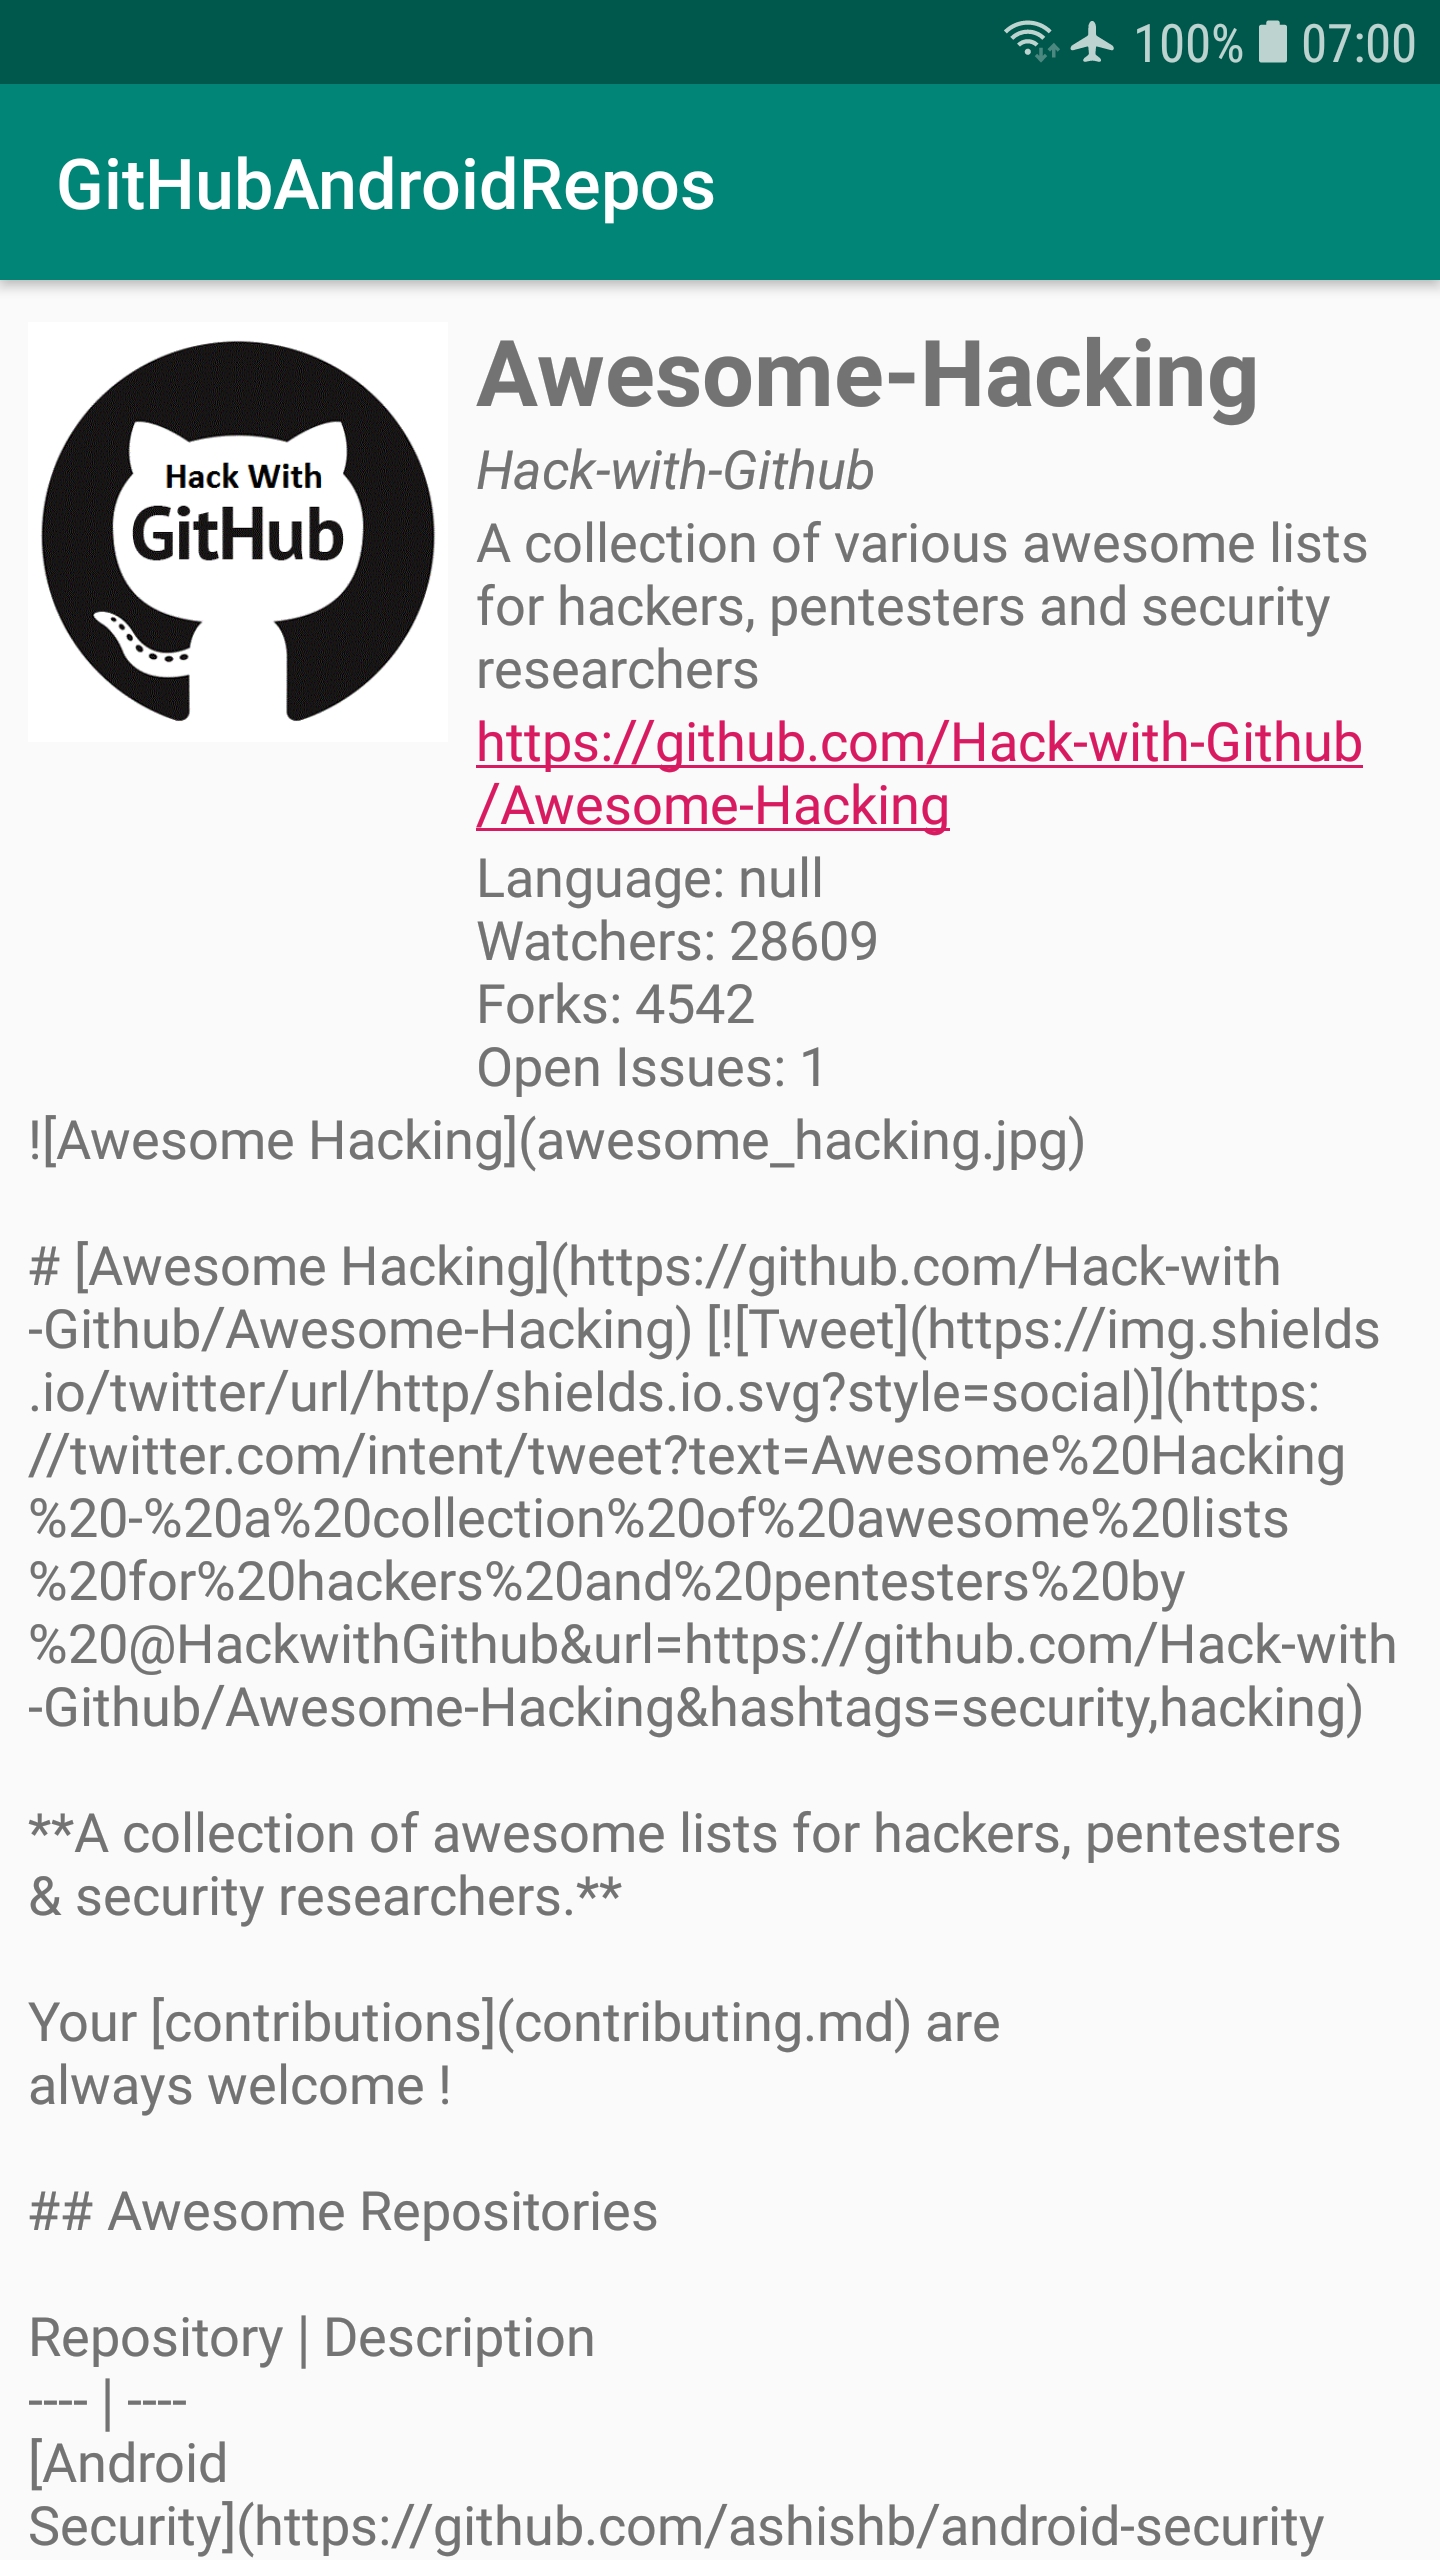 100% 07:00
GitHubAndroidRepos
Hack With
GitHub
Awesome-Hacking
Hack-with-Github
A collection of various awesome lists
for hackers, pentesters and security
researchers
https://github.com/Hack-with-Github
/Awesome-Hacking
Language: null
Watchers: 28609
Forks: 4542
Open Issues: 1
![Awesome Hacking](awesome_hacking.jpg)
# [Awesome Hacking](https://github.com/Hack-with
-Github/Awesome-Hacking) [![Tweet](https://img.shields
.io/twitter/url/http/shields.io.svg?style=social)](https:
//twitter.com/intent/tweet?text=Awesome%20Hacking
%20-%20a%20collection%20of%20awesome%20lists
%20for%20hackers%20and%20pentesters%20by
%20@HackwithGithub&url=https://github.com/Hack-with
-Github/Awesome-Hacking&hashtags=security,hacking)
**A collection of awesome lists for hackers, pentesters
& security researchers.**
Your [contributions](contributing.md) are
always welcome !
## Awesome Repositories
Repository | Description
---- | ----
[Android
Security](https://github.com/ashishb/android-security